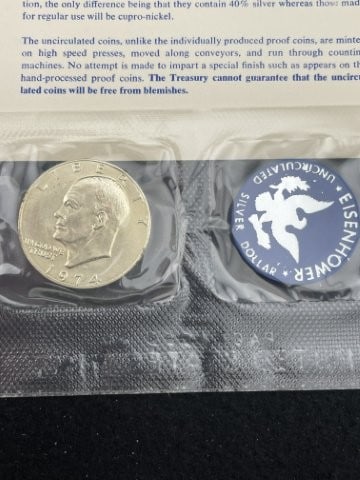 tion, the only difference being that they contain 40% silver whereas those mad
for regular use will be cupro-nickel.
The uncirculated coins, unlike the individually produced proof coins, are minte
on high speed presses, moved along conveyors, and run through countin
machines. No attempt is made to impart a special finish such as appears on th
hand-processed proof coins. The Treasury cannot guarantee that the uncircu
lated coins will be free from blemishes.
LIBERTY
IN GOD WE
TRUST
1974
EISENHOWER
UNCIRCULATED
SILVER
DOLLAR